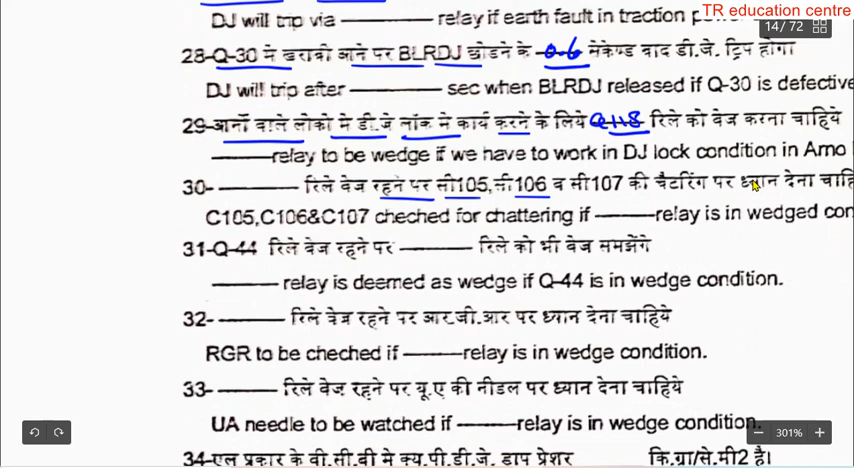 TR education centre
14 / 72
DJ will trip via ——— relay if earth fault in traction
28-Q-30 मे खराबी आने पर BLRDJ छोडने के 0.6 सेकेण्ड बाद डी.जे. ट्रिप होगा
DJ will trip after ——— sec when BLRDJ released if Q-30 is defective
29-आर्नो वाले लोको मे डी.जे लॉक मे कार्य करने के लिये Q118 रिले को वेज करना चाहिये
———relay to be wedge if we have to work in DJ lock condition in Arno
30- ——— रिले वेज रहने पर सी105,सी106 व सी107 की चैटरिंग पर ध्यान देना
C105,C106&C107 cheched for chattering if ———relay is in wedged
31-Q-44 रिले वेज रहने पर ——— रिले को भी वेज समझेंगे
——— relay is deemed as wedge if Q-44 is in wedge condition.
32- ——— रिले वेज रहने पर आर.जी.आर पर ध्यान देना चाहिये
RGR to be cheched if ———relay is in wedge condition.
33- ——— रिले वेज रहने पर यू.ए की नीडल पर ध्यान देना चाहिये
UA needle to be watched if ———relay is in wedge condition.
301%
34-एल प्रकार के वी.सी.बी मे क्यू.पी.डी.जे. डाप प्रेशर कि.ग्रा/से.मी2 है।